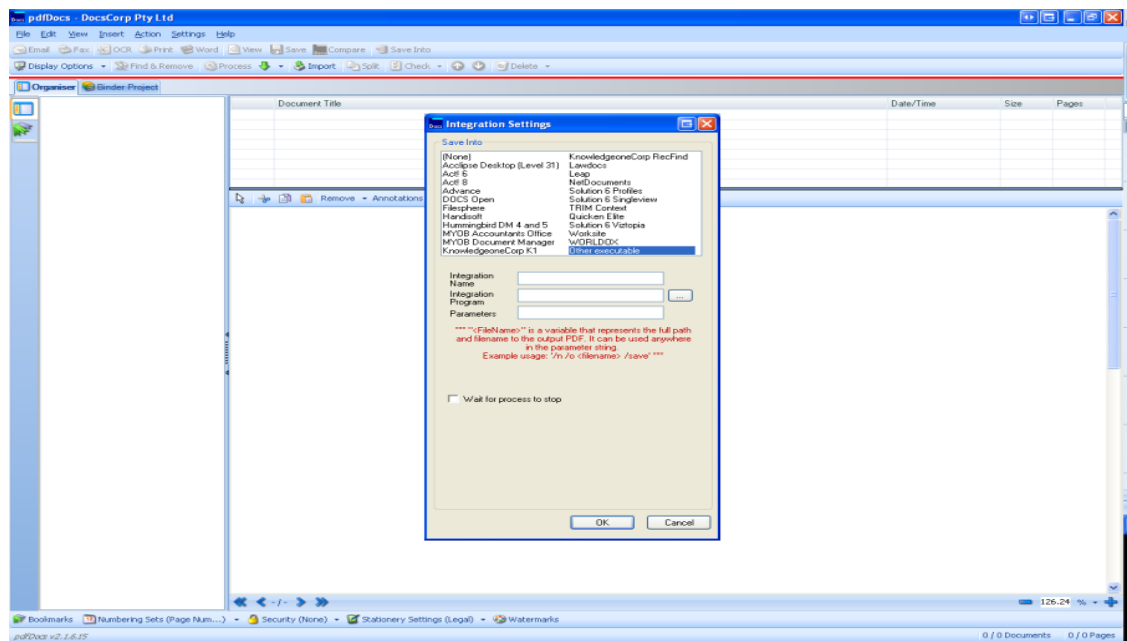 pdfDocs - DocsCorp Pty Ltd
File Edit View Insert Action Settings Help
Email Fax OCR Print Word View Save Compare Save Into
Display Options Find & Remove Process Import Split Check Delete
Organiser Binder Project
Document Title Date/Time Size Pages
Integration Settings
Save Into
(None) KnowledgeoneCorp RecFind
Acclipse Desktop (Level 31) Lawdocs
Act! 6 Leap
Act! 8 NetDocuments
Advance Solution 6 Profiles
DOCS Open Solution 6 Singleview
Filesphere TRIM Context
Handisoft Quicken Elite
Hummingbird DM 4 and 5 Solution 6 Viztopia
MYOB Accountants Office Worksite
MYOB Document Manager WORLDOX
KnowledgeoneCorp K1 Other executable
Remove Annotations
Integration
Name
Integration
Program
...
Parameters
*** "<FileName>" is a variable that represents the full path
and filename to the output PDF. It can be used anywhere
in the parameter string.
Example usage: '/n /o <filename> /save' ***
Wait for process to stop
OK Cancel
- / -
126.24 %
Bookmarks Numbering Sets (Page Num...) Security (None) Stationery Settings (Legal) Watermarks
pdfDocs v2.1.6.15 0 / 0 Documents 0 / 0 Pages